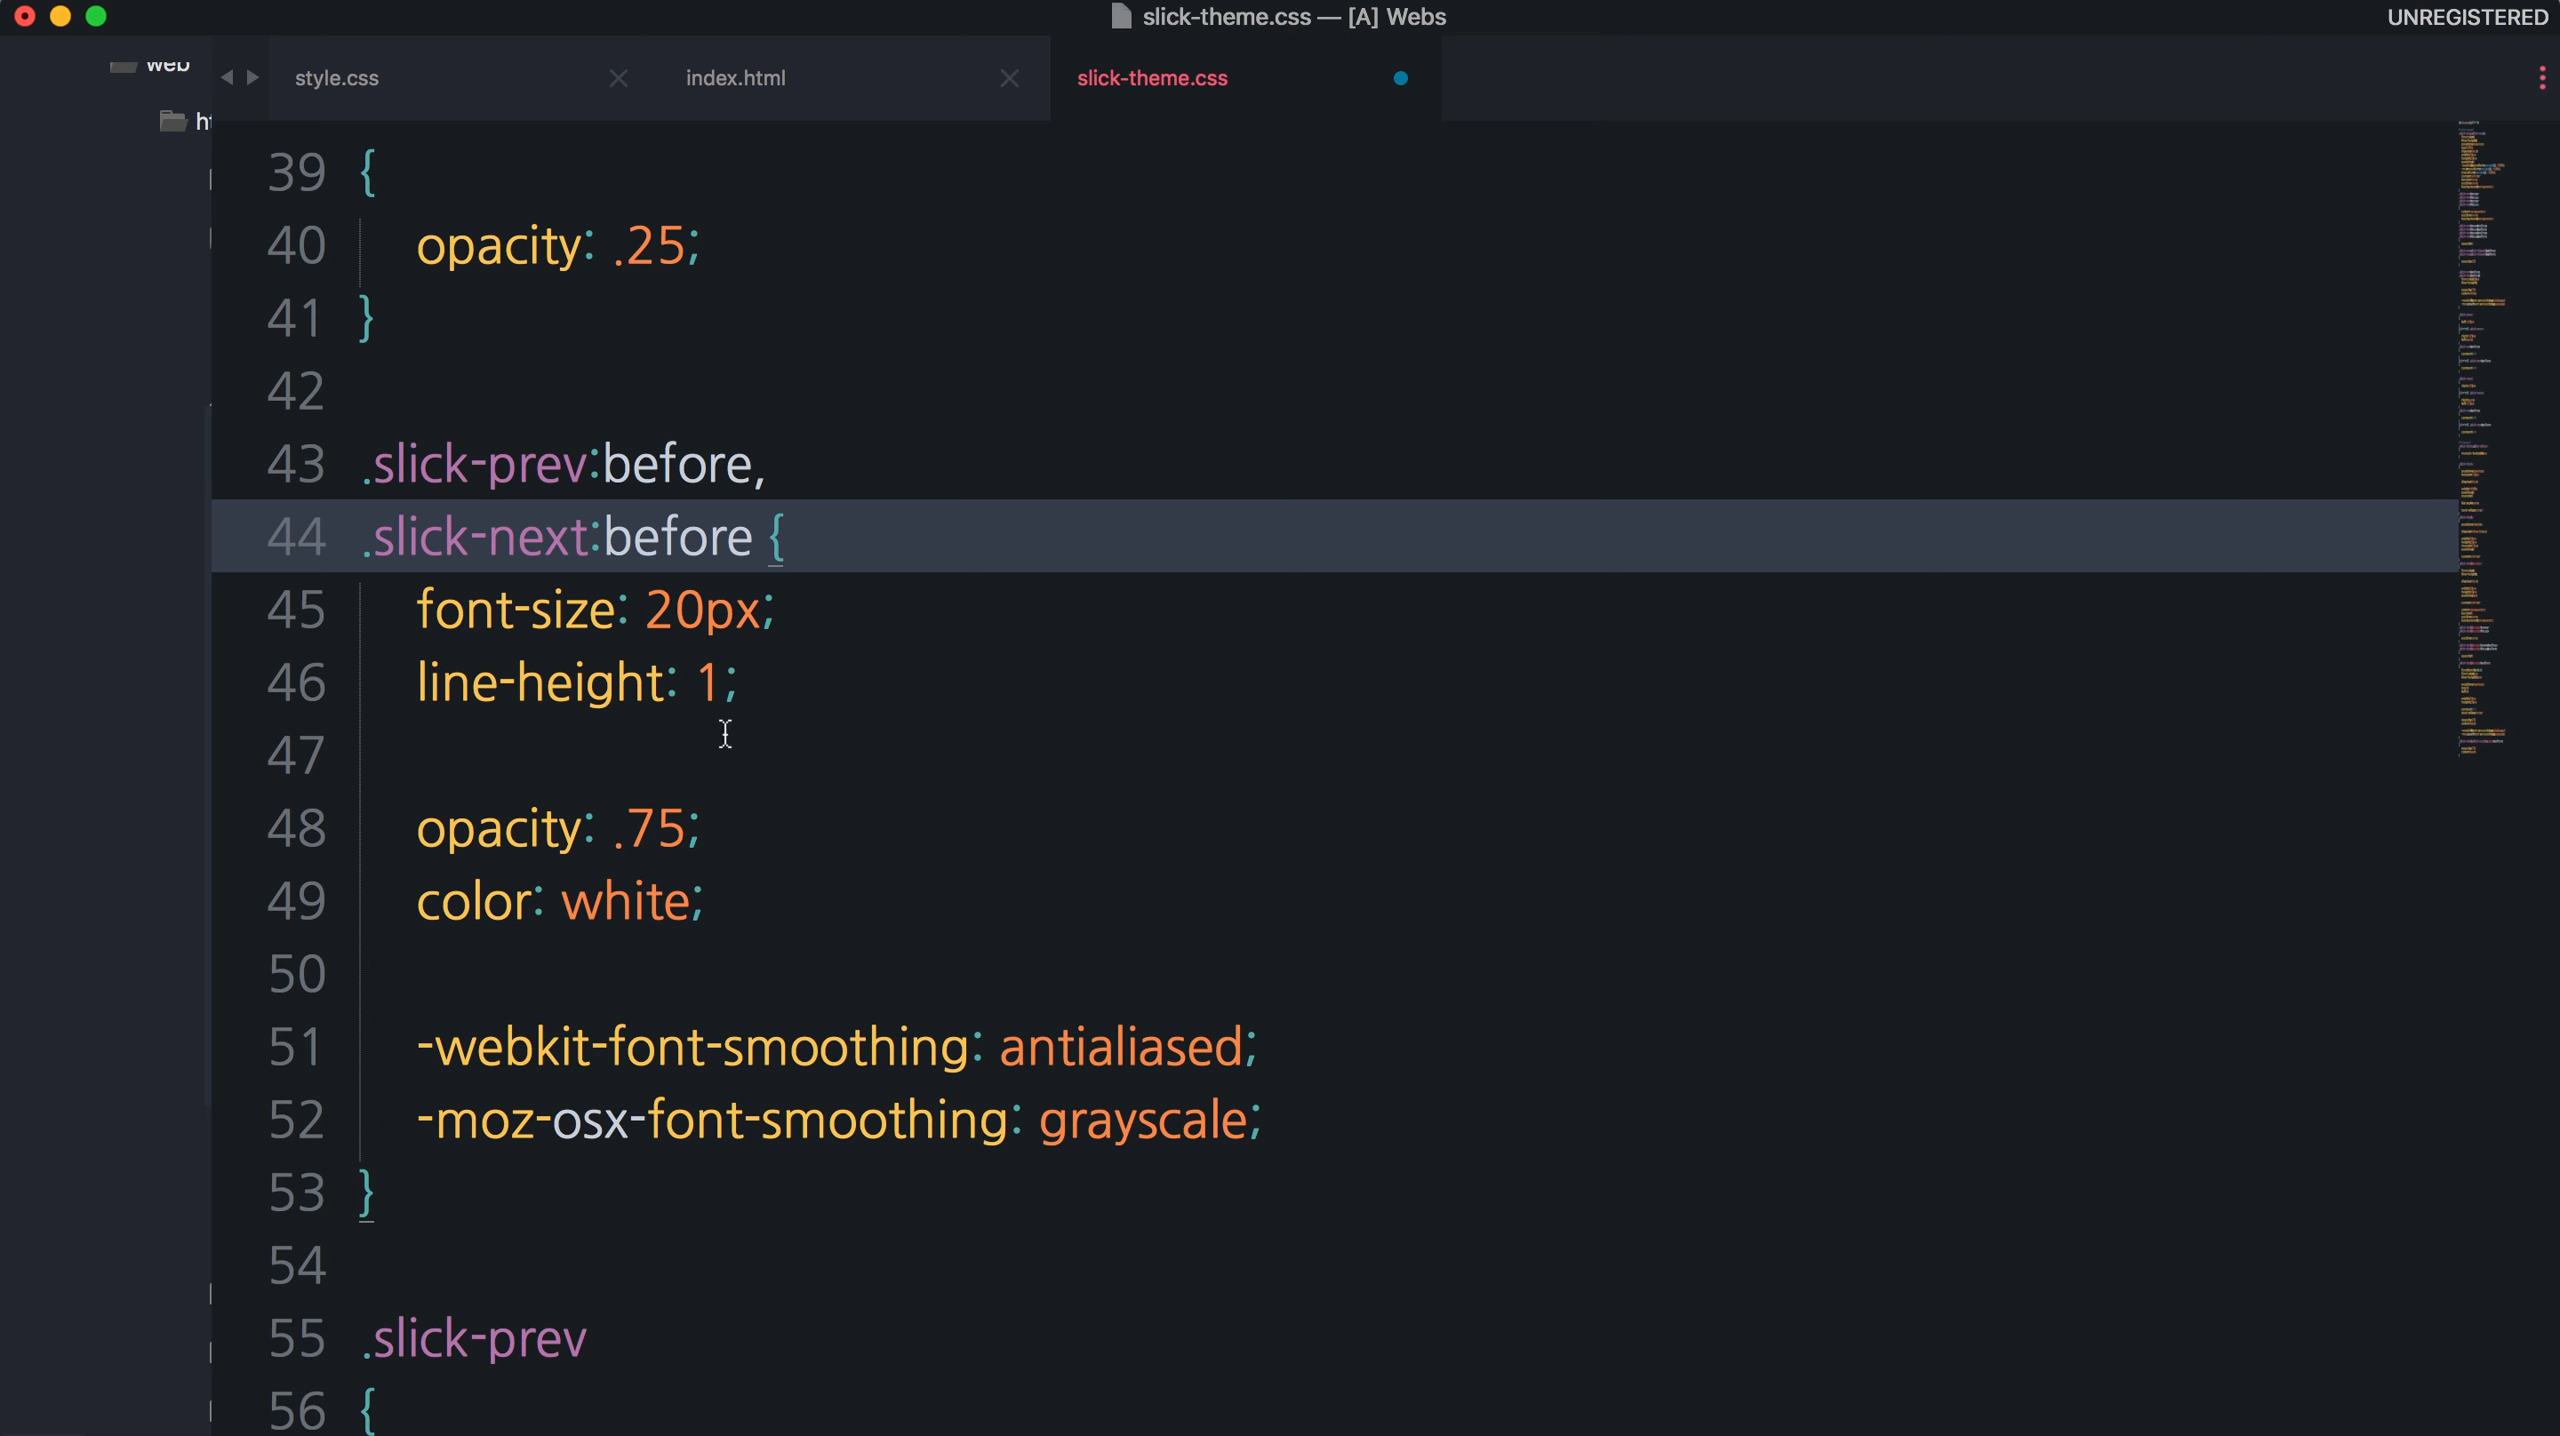 slick-theme.css — [A] Webs
UNREGISTERED
web
style.css
index.html
slick-theme.css
39 {
40 opacity: .25;
41 }
42
43 .slick-prev:before,
44 .slick-next:before {
45 font-size: 20px;
46 line-height: 1;
47
48 opacity: .75;
49 color: white;
50
51 -webkit-font-smoothing: antialiased;
52 -moz-osx-font-smoothing: grayscale;
53 }
54
55 .slick-prev
56 {